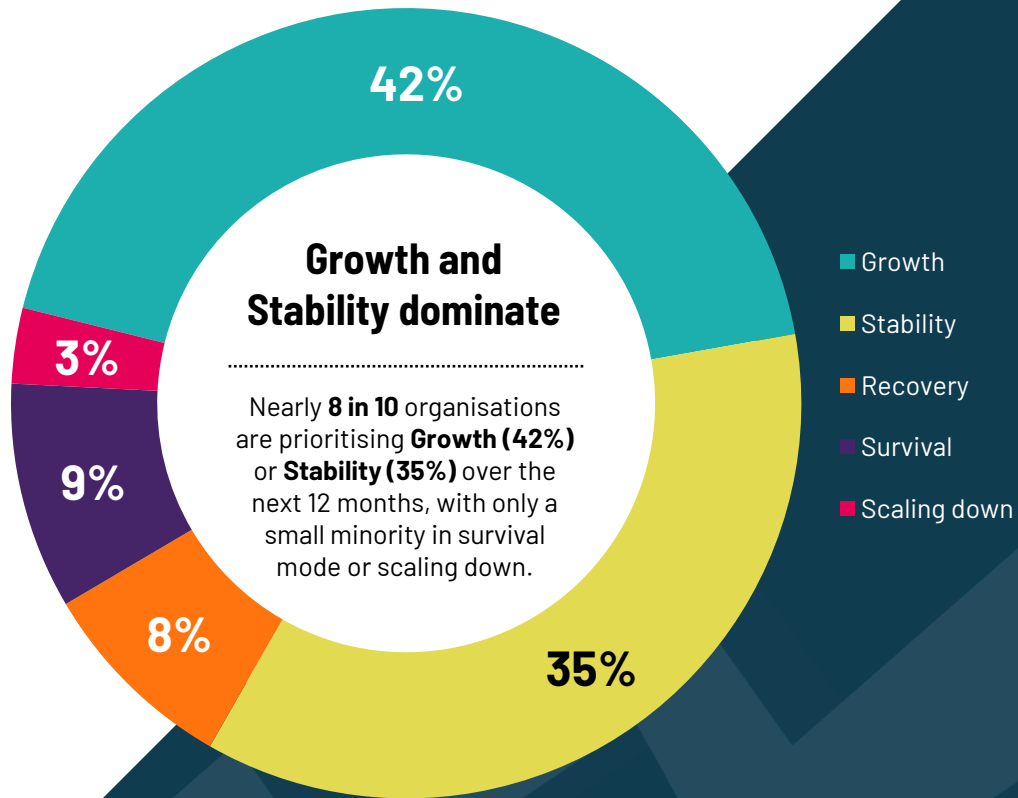 42%
Growth and
Stability dominate
Nearly 8 in 10 organisations
are prioritising Growth (42%)
or Stability (35%) over the
next 12 months, with only a
small minority in survival
mode or scaling down.
3%
9%
8%
35%
Growth
Stability
Recovery
Survival
Scaling down